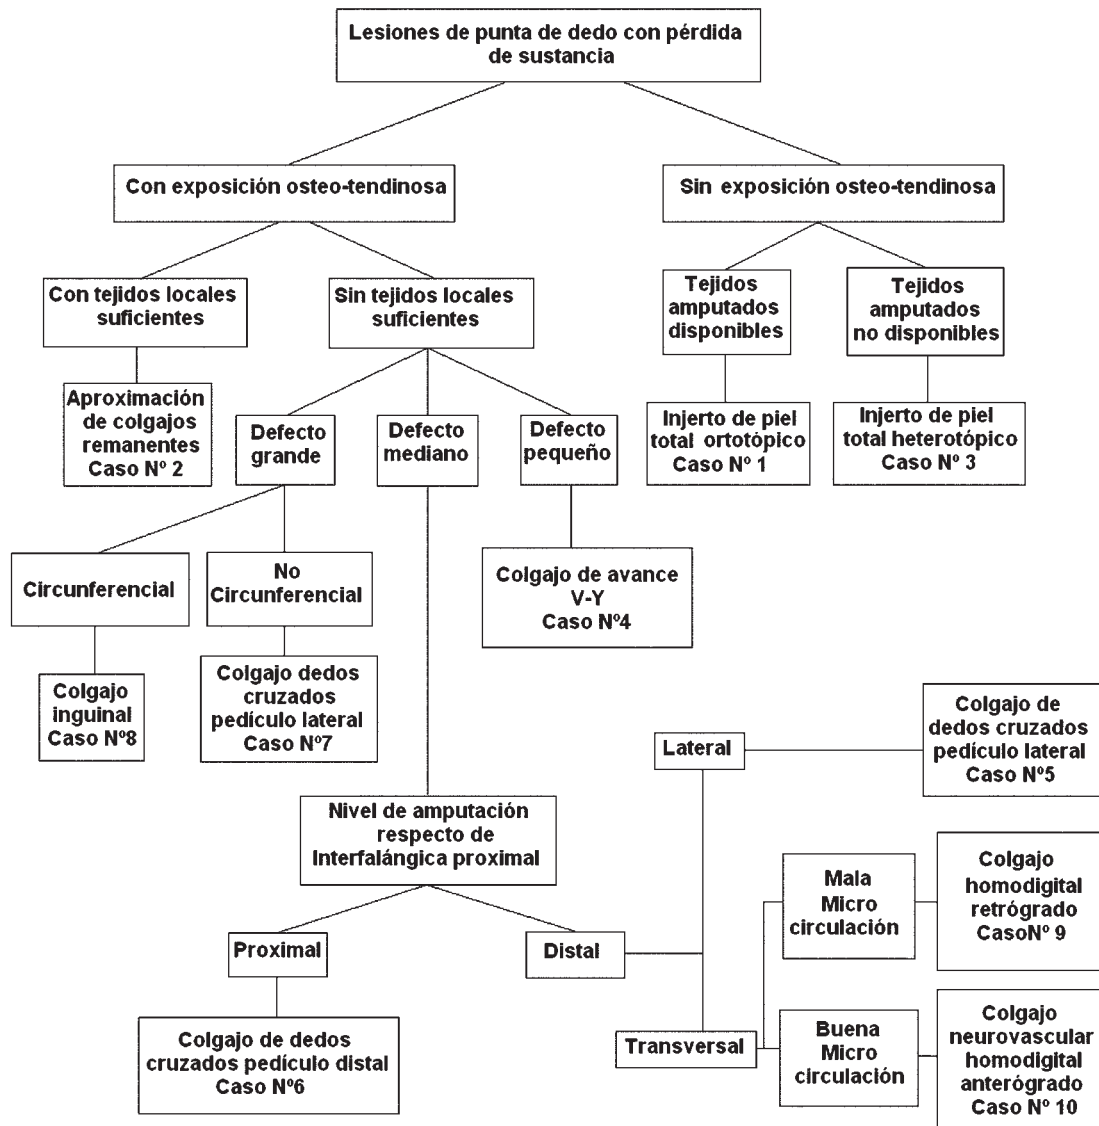 Lesiones de punta de dedo con pérdida
de sustancia
Con exposición osteo-tendinosa
Sin exposición osteo-tendinosa
Con tejidos locales
suficientes
Sin tejidos locales
suficientes
Tejidos
amputados
disponibles
Tejidos
amputados
no disponibles
Aproximación
de colgajos
remanentes
Caso Nº 2
Defecto
grande
Defecto
mediano
Defecto
pequeño
Injerto de piel
total ortotópico
Caso Nº 1
Injerto de piel
total heterotópico
Caso Nº 3
Circunferencial
No
Circunferencial
Colgajo de avance
V-Y
Caso Nº4
Colgajo
inguinal
Caso Nº8
Colgajo dedos
cruzados
pedículo lateral
Caso Nº7
Lateral
Colgajo de
dedos cruzados
pedículo lateral
Caso Nº5
Nivel de amputación
respecto de
Interfalángica proximal
Mala
Micro
circulación
Colgajo
homodigital
retrógrado
CasoNº 9
Proximal
Distal
Colgajo de dedos
cruzados pedículo distal
Caso Nº6
Transversal
Buena
Micro
circulación
Colgajo
neurovascular
homodigital
anterógrado
Caso Nº 10